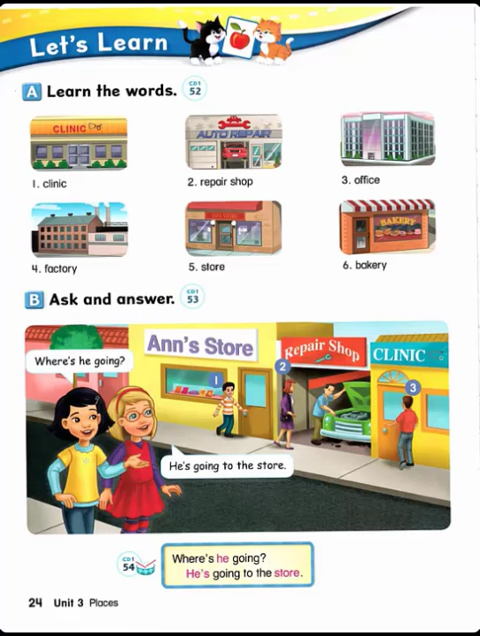 Let's Learn
A Learn the words. CD1 52
CLINIC
AUTO REPAIR
1. clinic
2. repair shop
3. office
BAKERY
4. factory
5. store
6. bakery
B Ask and answer. CD1 53
Where's he going?
Ann's Store
Repair Shop
CLINIC
1
2
3
He's going to the store.
CD1 54
Where's he going?
He's going to the store.
24 Unit 3 Places